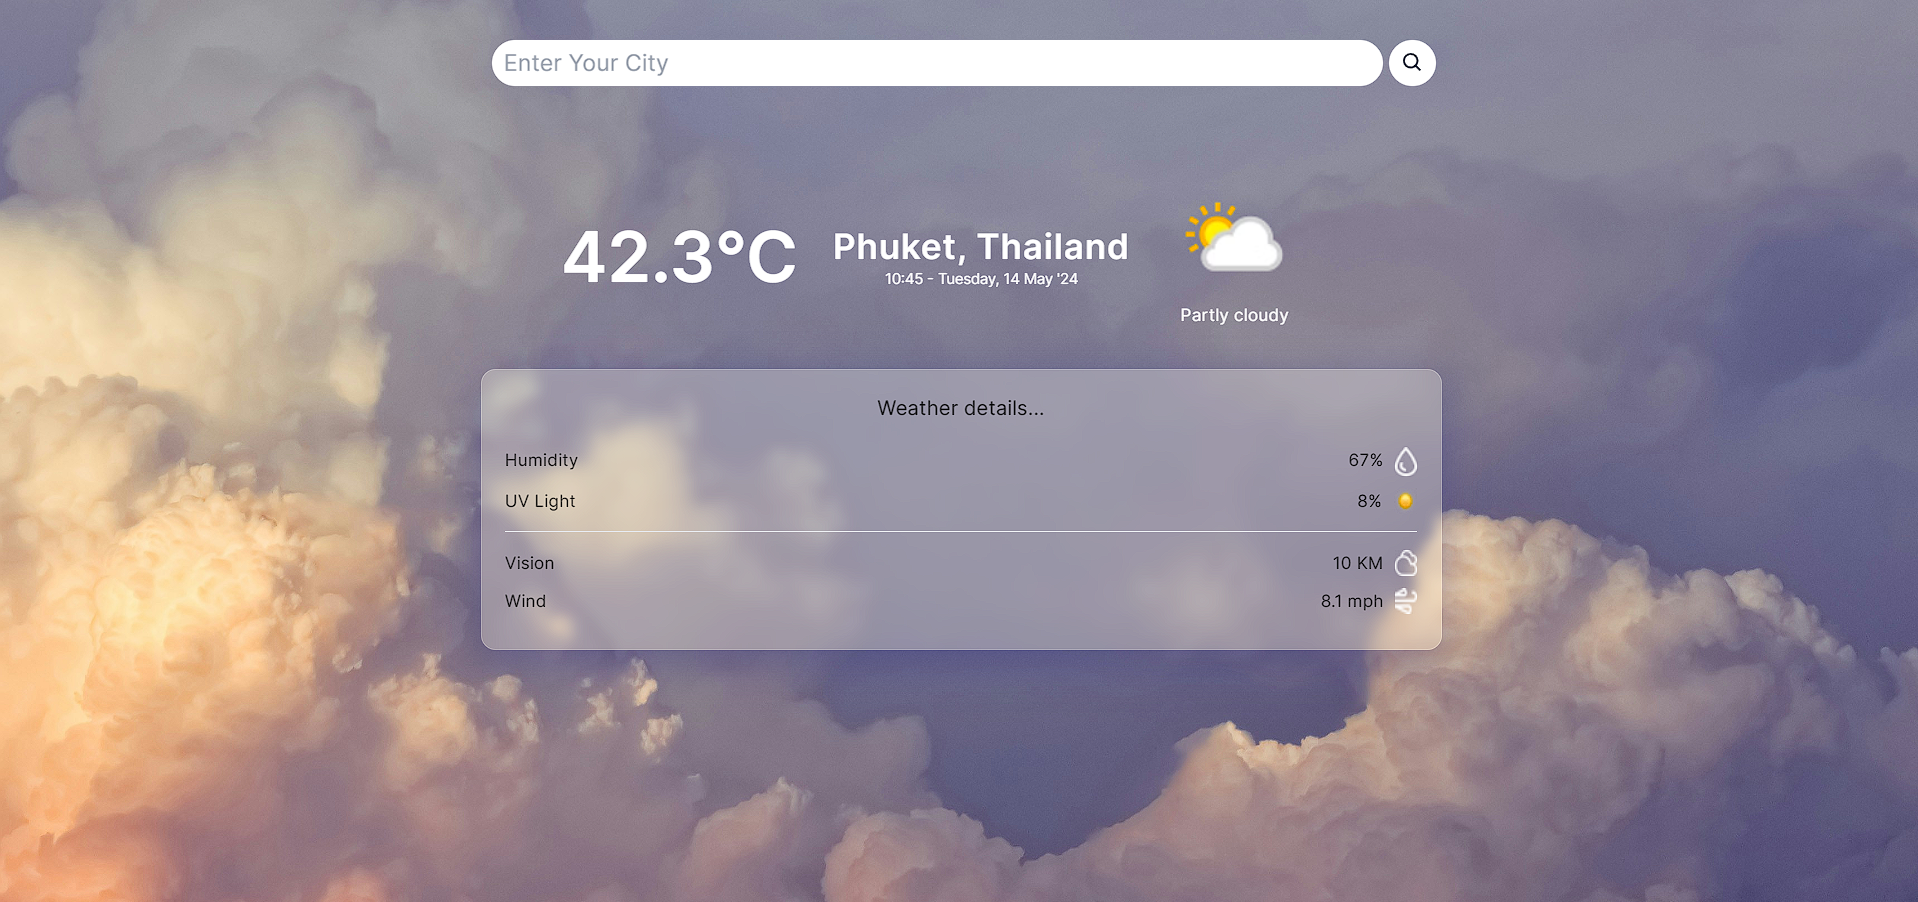 Enter Your City
42.3°C
Phuket, Thailand
10:45 - Tuesday, 14 May '24
Partly cloudy
Weather details...
Humidity 67%
UV Light 8%
Vision 10 KM
Wind 8.1 mph